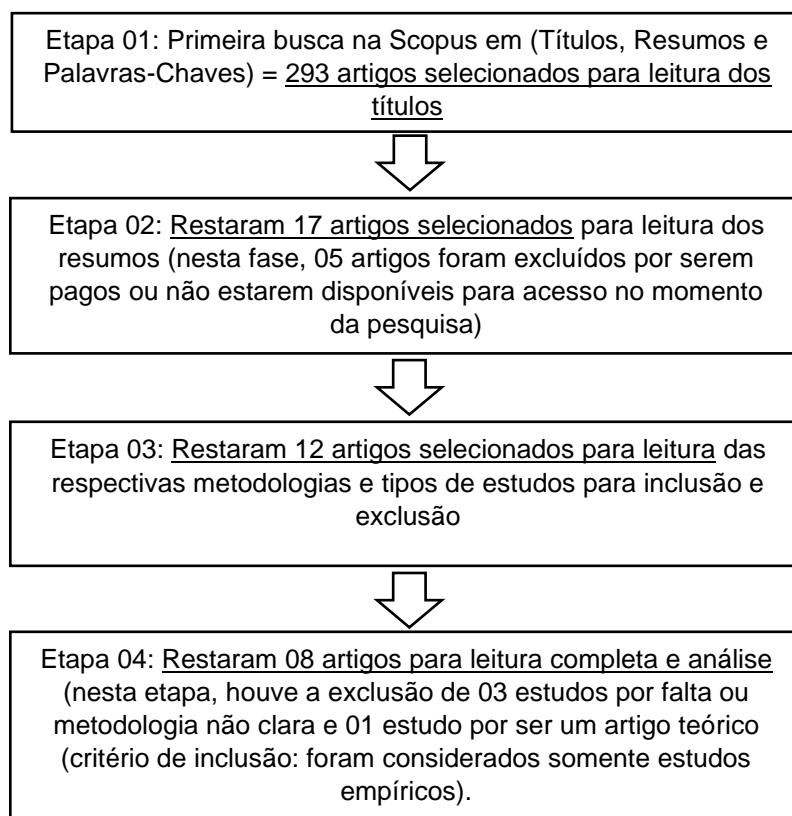 Etapa 01: Primeira busca na Scopus em (Títulos, Resumos e
Palavras-Chaves) = 293 artigos selecionados para leitura dos
títulos
Etapa 02: Restaram 17 artigos selecionados para leitura dos
resumos (nesta fase, 05 artigos foram excluídos por serem
pagos ou não estarem disponíveis para acesso no momento
da pesquisa)
Etapa 03: Restaram 12 artigos selecionados para leitura das
respectivas metodologias e tipos de estudos para inclusão e
exclusão
Etapa 04: Restaram 08 artigos para leitura completa e análise
(nesta etapa, houve a exclusão de 03 estudos por falta ou
metodologia não clara e 01 estudo por ser um artigo teórico
(critério de inclusão: foram considerados somente estudos
empíricos).